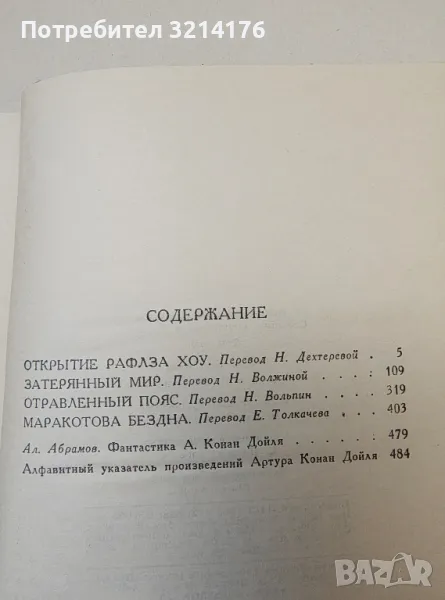 Потребител 3214176
СОДЕРЖАНИЕ
ОТКРЫТИЕ РАФЛЗА ХОУ. Перевод Н. Дехтеревой . 5
ЗАТЕРЯННЫЙ МИР. Перевод Н. Волжиной . . 109
ОТРАВЛЕННЫЙ ПОЯС. Перевод Н. Вольпин . . 319
МАРАКОТОВА БЕЗДНА. Перевод Е. Толкачева . . 403
Ал. Абрамов. Фантастика А. Конан Дойля . . . . . 479
Алфавитный указатель произведений Артура Конан Дойля 484
BAZAR